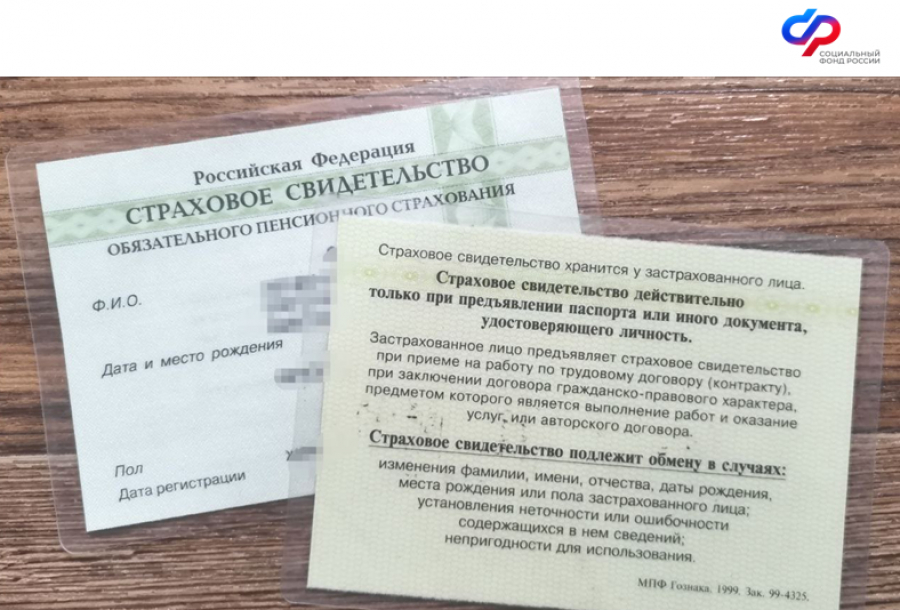 СОЦИАЛЬНЫЙ
ФОНД РОССИИ
Российская Федерация
СТРАХОВОЕ СВИДЕТЕЛЬСТВО
ОБЯЗАТЕЛЬНОГО ПЕНСИОННОГО СТРАХОВАНИЯ
Ф.И.О.
Дата и место рождения
Пол
Дата регистрации
Страховое свидетельство хранится у застрахованного лица.
Страховое свидетельство действительно
только при предъявлении паспорта или иного документа,
удостоверяющего личность.
Застрахованное лицо предъявляет страховое свидетельство
при приеме на работу по трудовому договору (контракту),
при заключении договора гражданско-правового характера,
предметом которого является выполнение работ и оказание
услуг, или авторского договора.
Страховое свидетельство подлежит обмену в случаях:
изменения фамилии, имени, отчества, даты рождения,
места рождения или пола застрахованного лица;
установления неточности или ошибочности
содержащихся в нем сведений;
непригодности для использования.
МПФ Гознака. 1999. Зак. 99-4325.